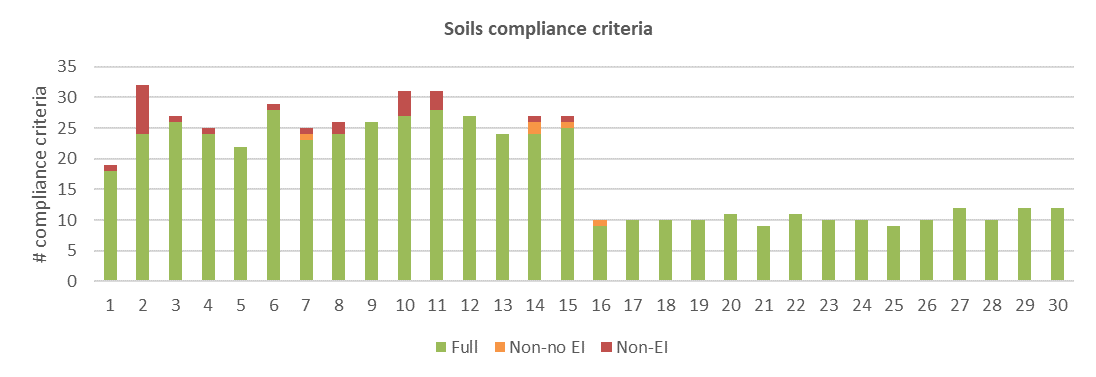 Soils compliance criteria
# compliance criteria
35
30
25
20
15
10
5
0
1 2 3 4 5 6 7 8 9 10 11 12 13 14 15 16 17 18 19 20 21 22 23 24 25 26 27 28 29 30
Full Non-no EI Non-EI